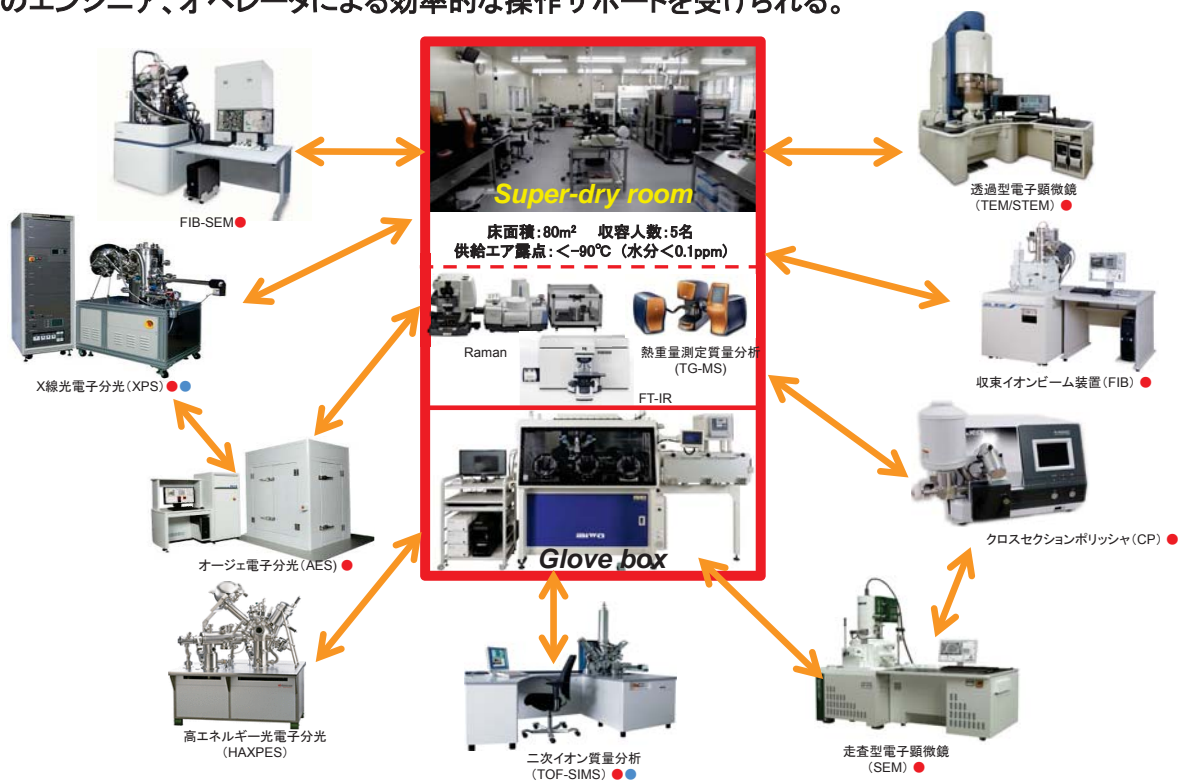 のエンジニア、オペレータによる効率的な操作サポートを受けられる。
Super-dry room
床面積:80m² 収容人数:5名
供給エア露点:<-90℃（水分<0.1ppm）
Raman
熱重量測定質量分析
(TG-MS)
FT-IR
Glove box
FIB-SEM●
X線光電子分光（XPS）●●
オージェ電子分光（AES）●
高エネルギー光電子分光
（HAXPES）
二次イオン質量分析
（TOF-SIMS）●●
透過型電子顕微鏡
（TEM/STEM）●
収束イオンビーム装置（FIB）●
クロスセクションポリッシャ（CP）●
走査型電子顕微鏡
（SEM）●